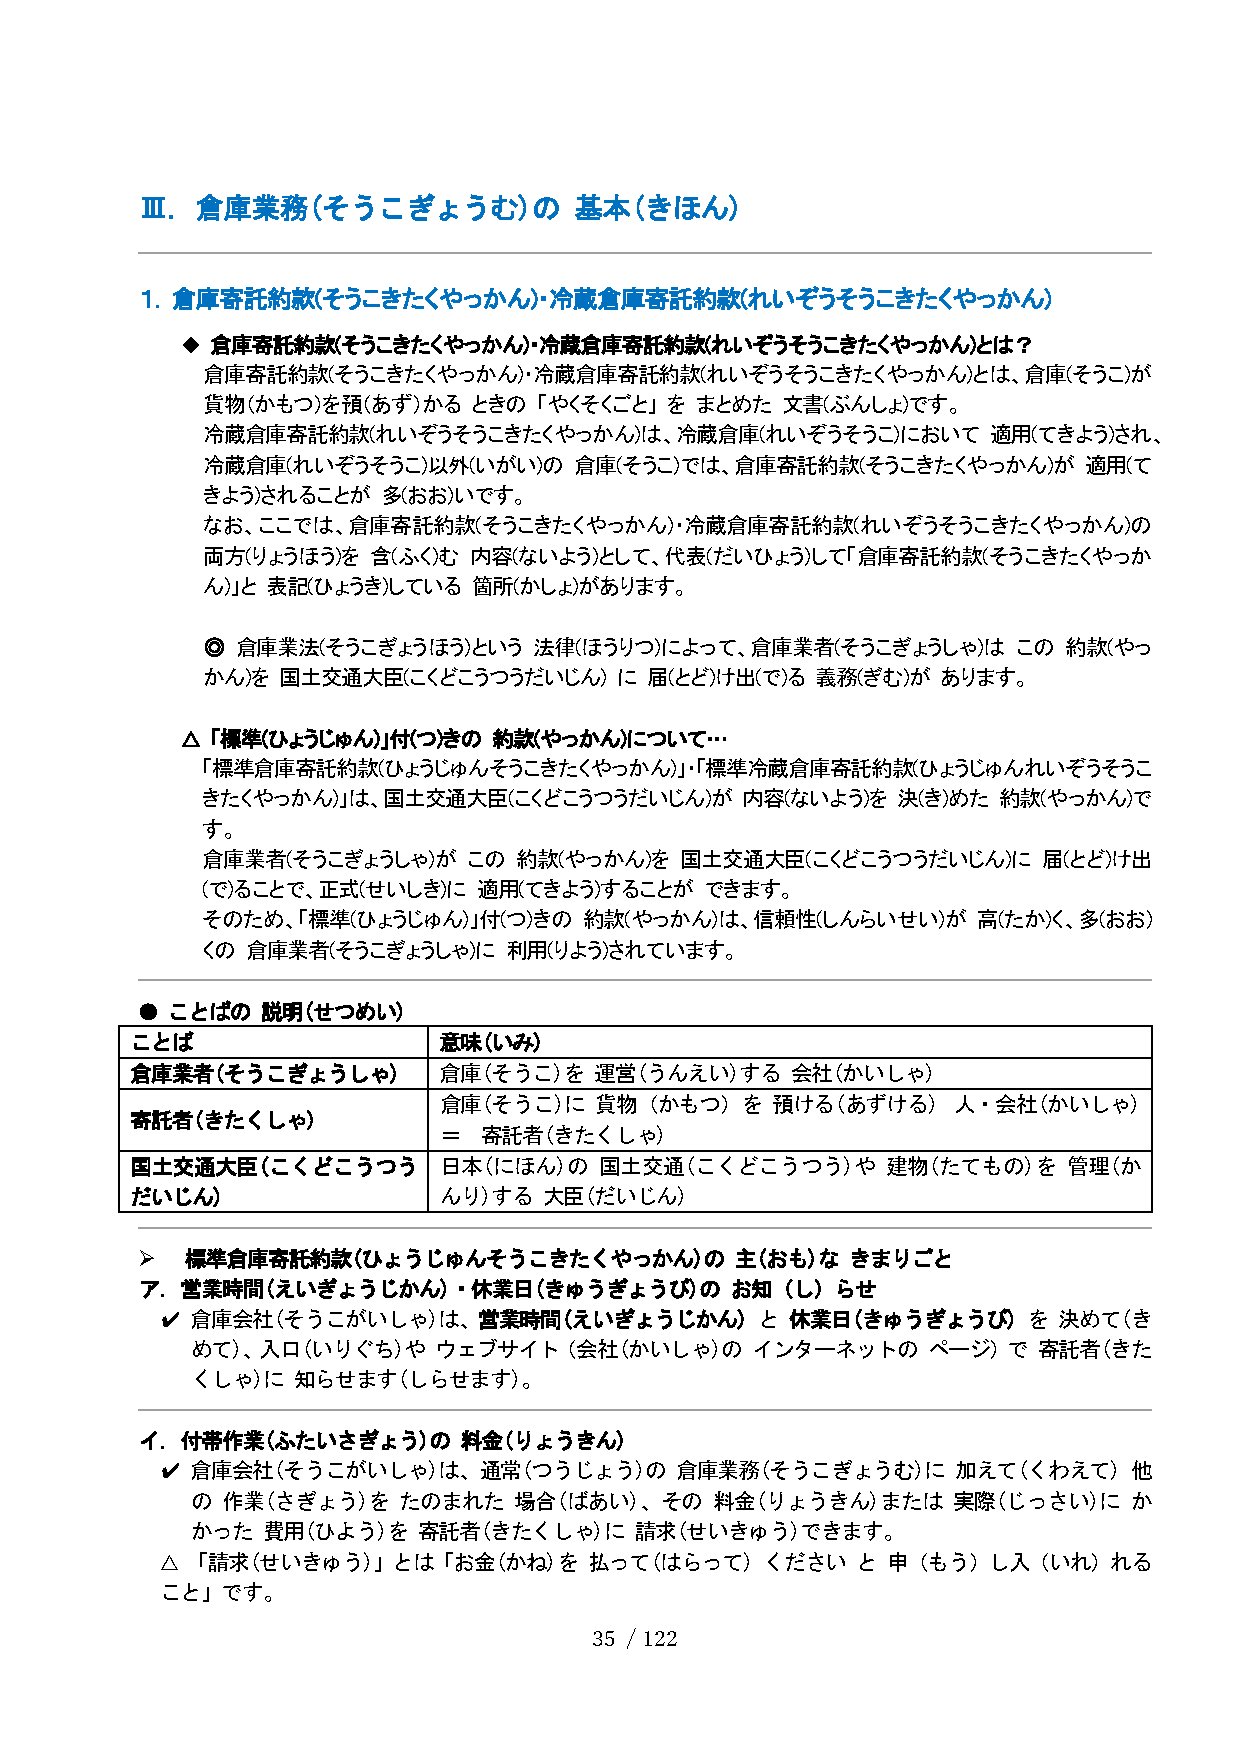 Ⅲ. 倉庫業務(そうこぎょうむ)の 基本(きほん)
1. 倉庫寄託約款(そうこきたくやっかん)・冷蔵倉庫寄託約款(れいぞうそうこきたくやっかん)
◆ 倉庫寄託約款(そうこきたくやっかん)・冷蔵倉庫寄託約款(れいぞうそうこきたくやっかん)とは？
倉庫寄託約款(そうこきたくやっかん)・冷蔵倉庫寄託約款(れいぞうそうこきたくやっかん)とは、倉庫(そうこ)が
貨物(かもつ)を預(あず)かる ときの 「やくそくごと」 を まとめた 文書(ぶんしょ)です。
冷蔵倉庫寄託約款(れいぞうそうこきたくやっかん)は、冷蔵倉庫(れいぞうそうこ)において 適用(てきよう)され、
冷蔵倉庫(れいぞうそうこ)以外(いがい)の 倉庫(そうこ)では、倉庫寄託約款(そうこきたくやっかん)が 適用(て
きよう)されることが 多(おお)いです。
なお、ここでは、倉庫寄託約款(そうこきたくやっかん)・冷蔵倉庫寄託約款(れいぞうそうこきたくやっかん)の
両方(りょうほう)を 含(ふく)む 内容(ないよう)として、代表(だいひょう)して「倉庫寄託約款(そうこきたくやっか
ん)」と 表記(ひょうき)している 箇所(かしょ)があります。
◎ 倉庫業法(そうこぎょうほう)という 法律(ほうりつ)によって、倉庫業者(そうこぎょうしゃ)は この 約款(やっ
かん)を 国土交通大臣(こくどこうつうだいじん) に 届(とど)け出(で)る 義務(ぎむ)が あります。
△ 「標準(ひょうじゅん)」付(つ)きの 約款(やっかん)について…
「標準倉庫寄託約款(ひょうじゅんそうこきたくやっかん)」・「標準冷蔵倉庫寄託約款(ひょうじゅんれいぞうそうこ
きたくやっかん)」は、国土交通大臣(こくどこうつうだいじん)が 内容(ないよう)を 決(き)めた 約款(やっかん)で
す。
倉庫業者(そうこぎょうしゃ)が この 約款(やっかん)を 国土交通大臣(こくどこうつうだいじん)に 届(とど)け出
(で)ることで、正式(せいしき)に 適用(てきよう)することが できます。
そのため、「標準(ひょうじゅん)」付(つ)きの 約款(やっかん)は、信頼性(しんらいせい)が 高(たか)く、多(おお)
くの 倉庫業者(そうこぎょうしゃ)に 利用(りよう)されています。
● ことばの 説明(せつめい)
ことば 意味(いみ)
倉庫業者(そうこぎょうしゃ) 倉庫(そうこ)を 運営(うんえい)する 会社(かいしゃ)
寄託者(きたくしゃ) 倉庫(そうこ)に 貨物 (かもつ) を 預ける(あずける) 人・会社(かいしゃ)
＝ 寄託者(きたくしゃ)
国土交通大臣(こくどこうつう 日本(にほん)の 国土交通(こくどこうつう)や 建物(たてもの)を 管理(か
だいじん) んり)する 大臣(だいじん)
➢ 標準倉庫寄託約款(ひょうじゅんそうこきたくやっかん)の 主(おも)な きまりごと
ア. 営業時間(えいぎょうじかん)・休業日(きゅうぎょうび)の お知 (し) らせ
✔ 倉庫会社(そうこがいしゃ)は、営業時間(えいぎょうじかん) と 休業日(きゅうぎょうび) を 決めて(き
めて)、入口(いりぐち)や ウェブサイト (会社(かいしゃ)の インターネットの ページ) で 寄託者(きた
くしゃ)に 知らせます(しらせます)。
イ. 付帯作業(ふたいさぎょう)の 料金(りょうきん)
✔ 倉庫会社(そうこがいしゃ)は、通常(つうじょう)の 倉庫業務(そうこぎょうむ)に 加えて(くわえて) 他
の 作業(さぎょう)を たのまれた 場合(ばあい)、その 料金(りょうきん)または 実際(じっさい)に か
かった 費用(ひよう)を 寄託者(きたくしゃ)に 請求(せいきゅう)できます。
△ 「請求(せいきゅう)」とは「お金(かね)を 払って(はらって) ください と 申 (もう) し入 (いれ) れる
こと」です。
35 / 122